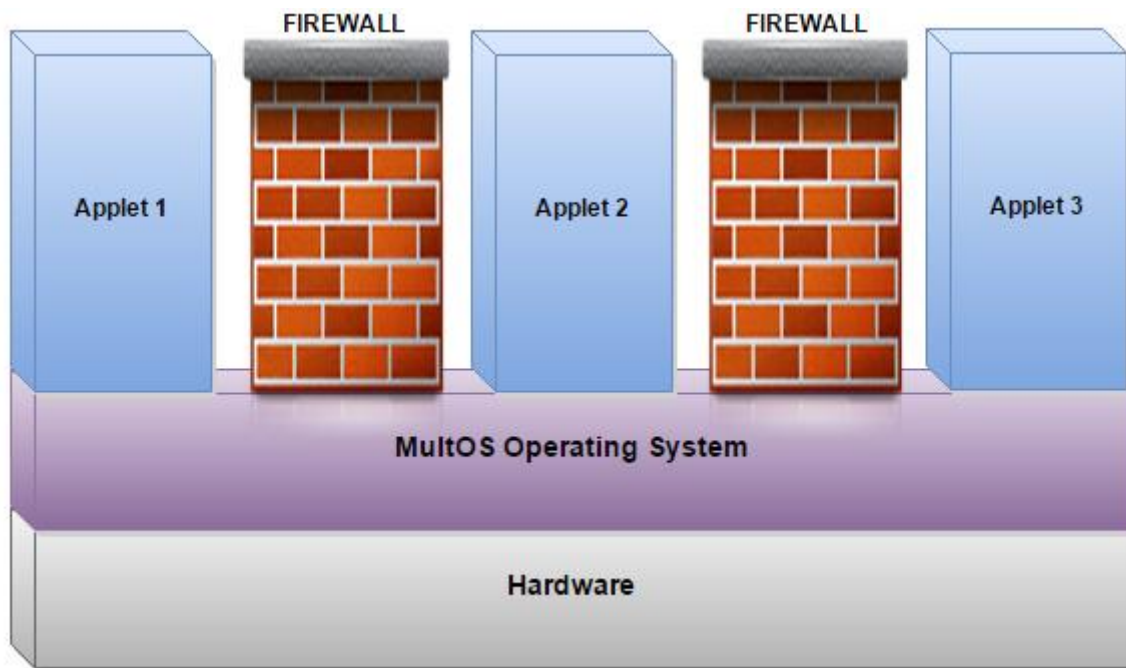 FIREWALL
FIREWALL
Applet 1
Applet 2
Applet 3
MultOS Operating System
Hardware